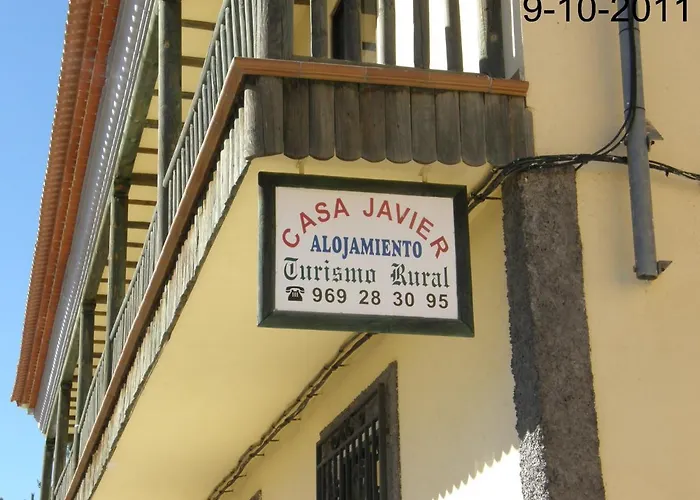 9-10-2011
CASA JAVIER
ALOJAMIENTO
Turismo Rural
☎ 969 28 30 95